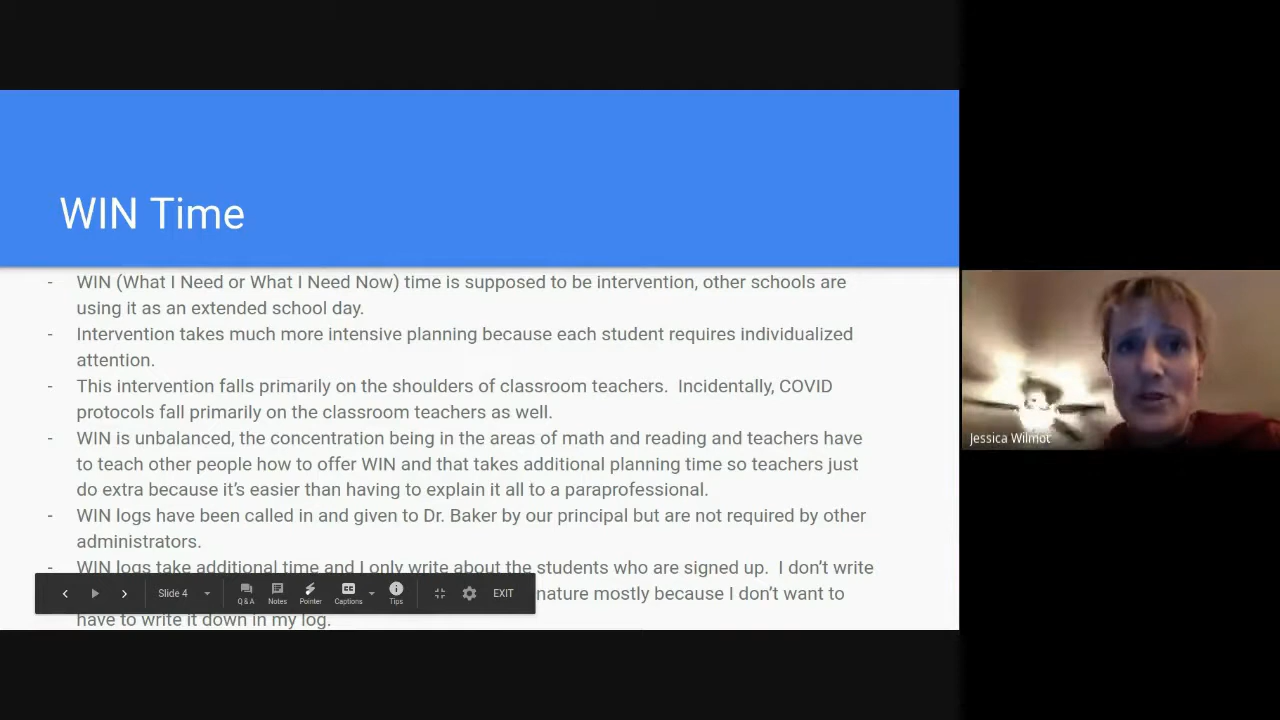 WIN Time
- WIN (What I Need or What I Need Now) time is supposed to be intervention, other schools are
using it as an extended school day.
- Intervention takes much more intensive planning because each student requires individualized
attention.
- This intervention falls primarily on the shoulders of classroom teachers.  Incidentally, COVID
protocols fall primarily on the classroom teachers as well.
- WIN is unbalanced, the concentration being in the areas of math and reading and teachers have
to teach other people how to offer WIN and that takes additional planning time so teachers just
do extra because it’s easier than having to explain it all to a paraprofessional.
- WIN logs have been called in and given to Dr. Baker by our principal but are not required by other
administrators.
- WIN logs take additional time and I only write about the students who are signed up.  I don’t write
nature mostly because I don’t want to
have to write it down in my log.
Slide 4
Q & A
Notes
Pointer
Captions
Tips
EXIT
Jessica Wilmot